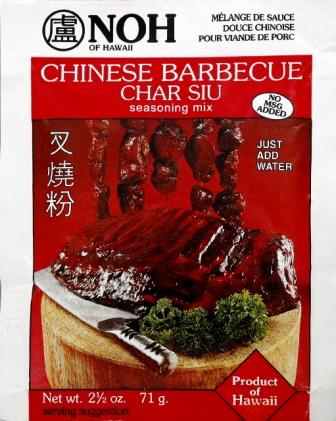 盧 NOH
OF HAWAII
MÉLANGE DE SAUCE
DOUCE CHINOISE
POUR VIANDE DE PORC
CHINESE BARBECUE
CHAR SIU
seasoning mix
NO
MSG
ADDED
叉燒粉
JUST
ADD
WATER
Product
of
Hawaii
Net wt. 2½ oz. 71 g.
serving suggestion